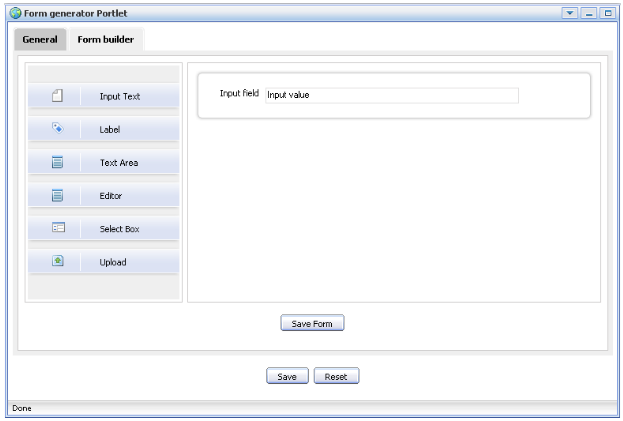 Form generator Portlet
General Form builder
Input Text
Label
Text Area
Editor
Select Box
Upload
Input field Input value
Save Form
Save Reset
Done